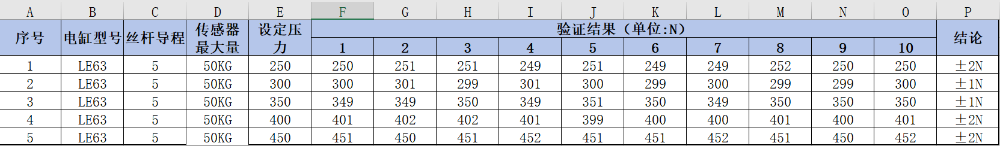 A B C D E F G H I J K L M N O P
序号 电缸型号 丝杆导程 传感器最大量 设定压力 验证结果（单位:N） 结论
1 2 3 4 5 6 7 8 9 10
1 LE63 5 50KG 250 250 251 251 249 251 249 249 252 250 250 ±2N
2 LE63 5 50KG 300 300 301 299 301 300 299 300 299 299 300 ±1N
3 LE63 5 50KG 350 349 349 350 349 351 350 349 350 350 350 ±1N
4 LE63 5 50KG 400 401 402 402 401 399 400 400 401 400 401 ±2N
5 LE63 5 50KG 450 451 450 451 452 451 451 452 451 450 452 ±2N